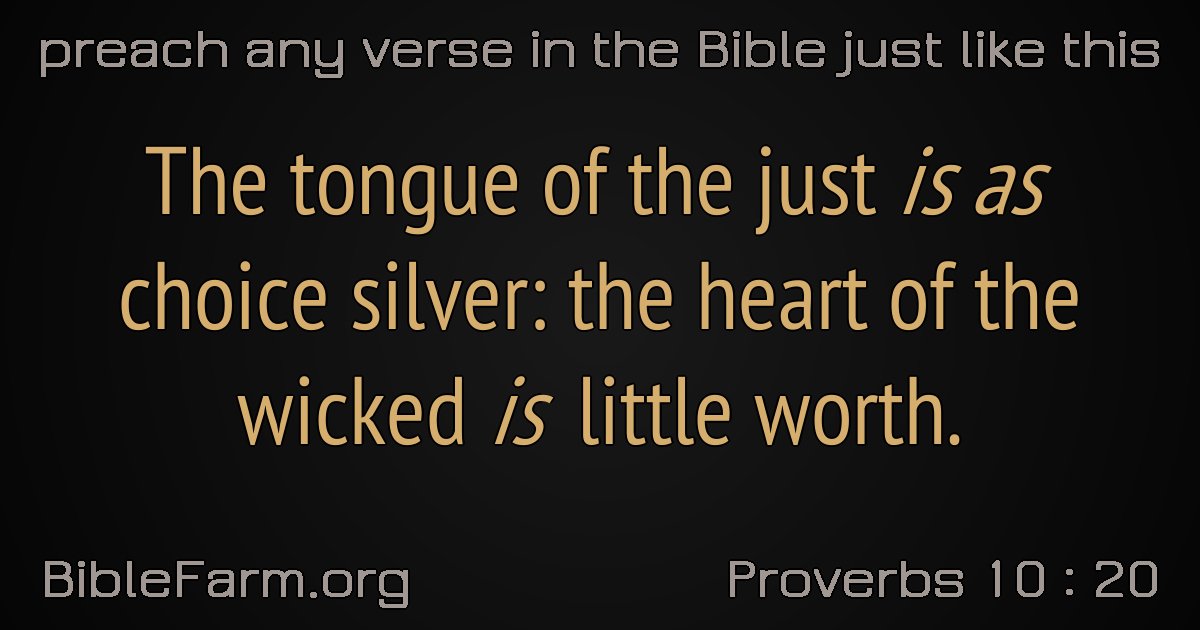 preach any verse in the Bible just like this
The tongue of the just is as
choice silver: the heart of the
wicked is little worth.
BibleFarm.org
Proverbs 10 : 20